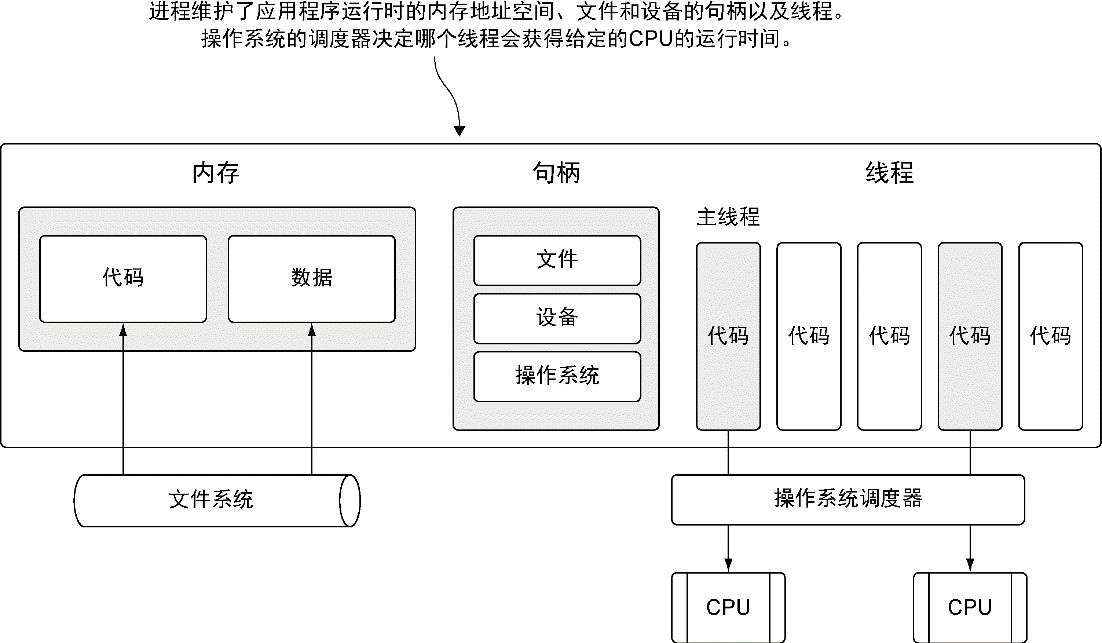 进程维护了应用程序运行时的内存地址空间、文件和设备的句柄以及线程。
操作系统的调度器决定哪个线程会获得给定的CPU的运行时间。
内存
句柄
线程
主线程
代码
数据
文件
设备
操作系统
代码
代码
代码
代码
代码
文件系统
操作系统调度器
CPU
CPU